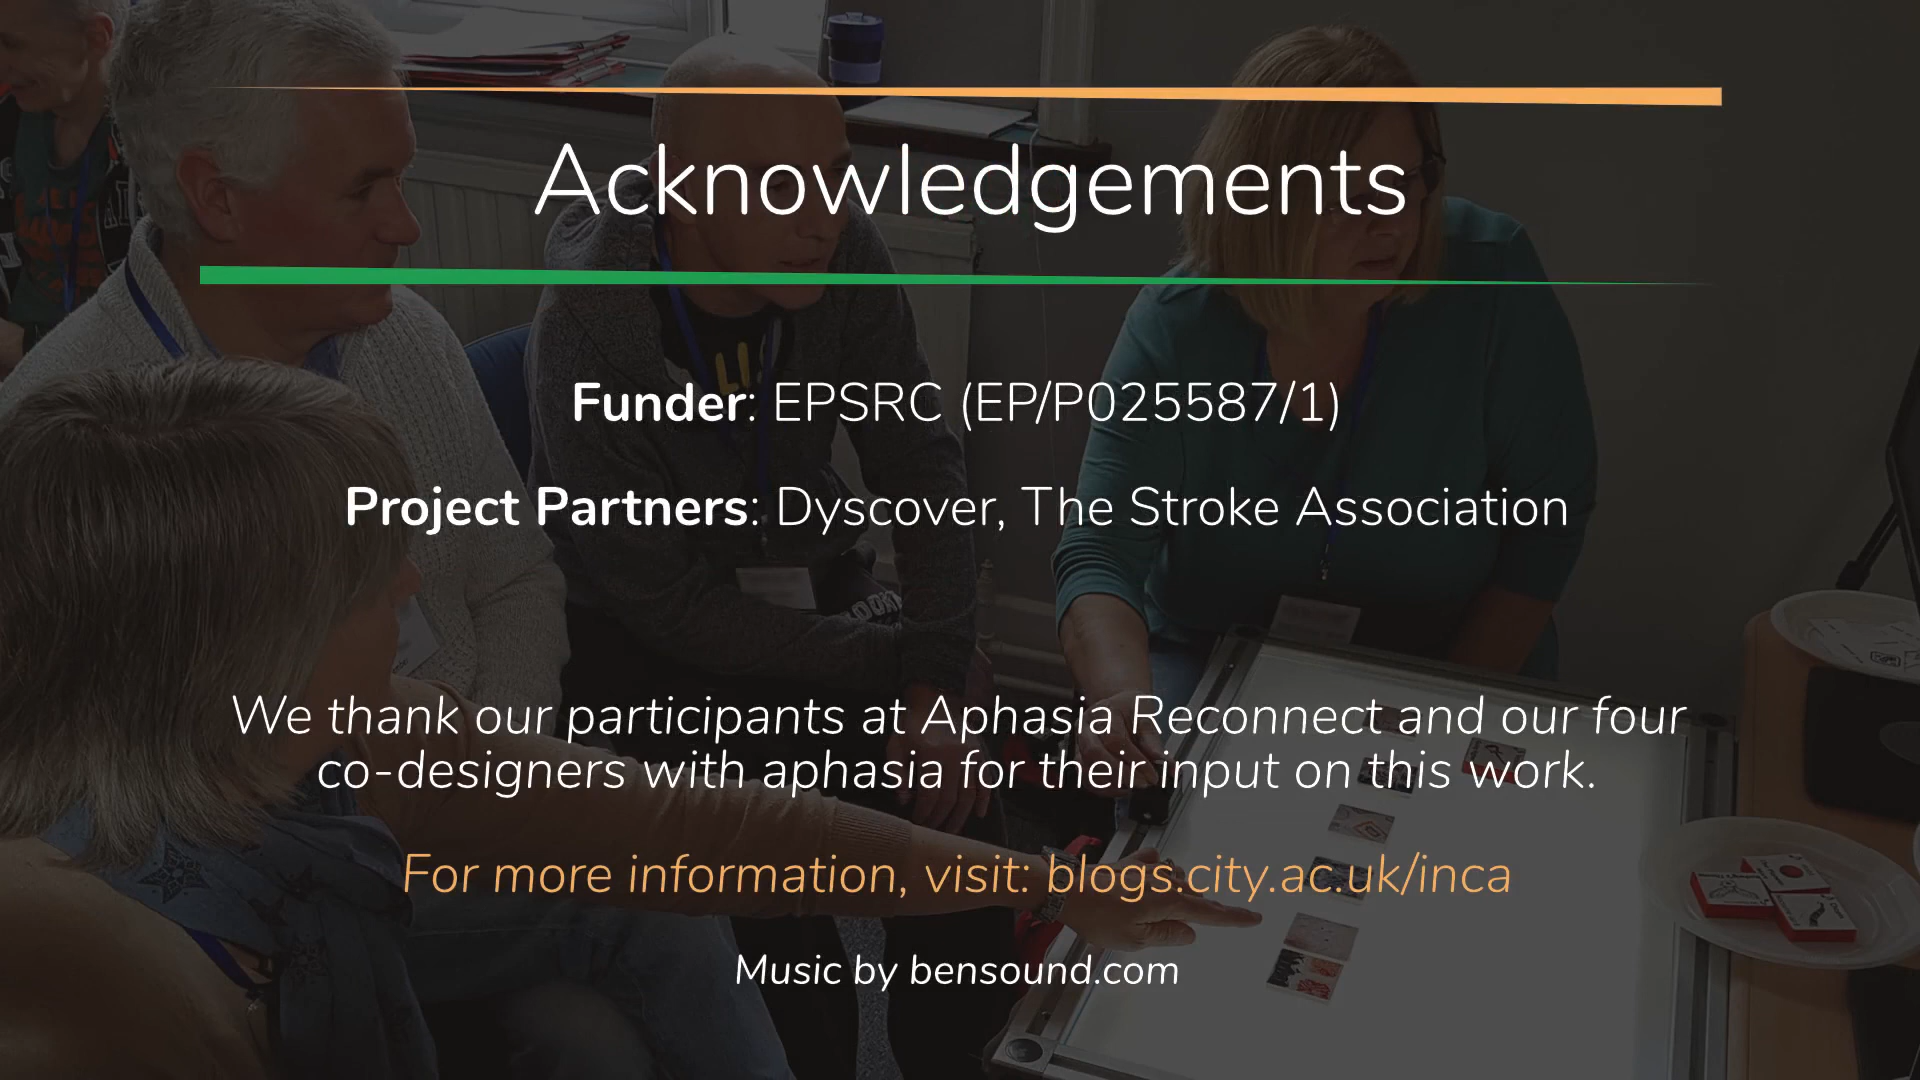 Acknowledgements
Funder: EPSRC (EP/P025587/1)
Project Partners: Dyscover, The Stroke Association
We thank our participants at Aphasia Reconnect and our four
co-designers with aphasia for their input on this work.
For more information, visit: blogs.city.ac.uk/inca
Music by bensound.com